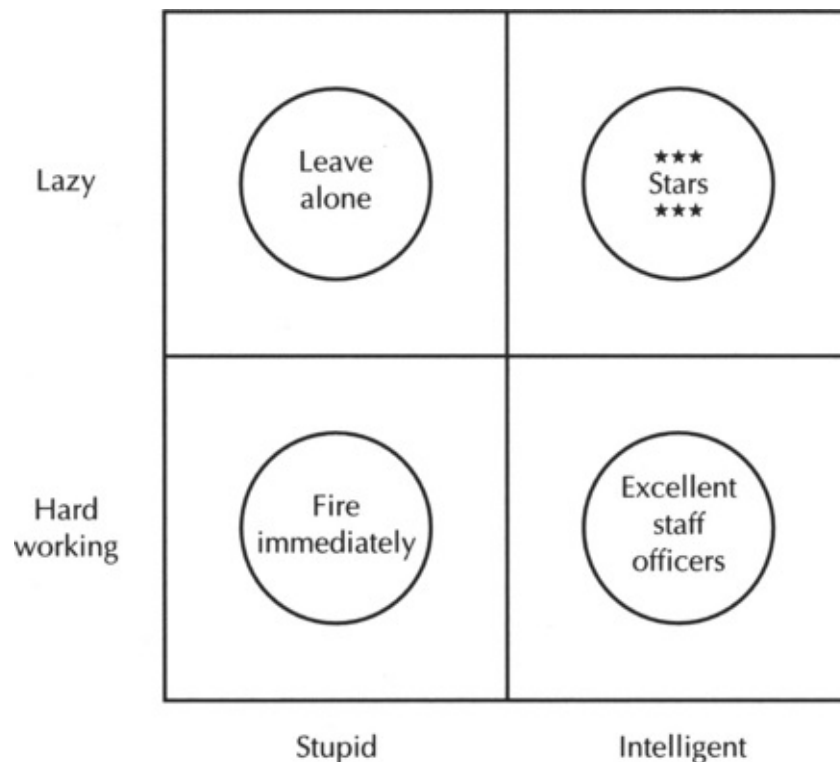 Lazy
Leave
alone
★★★
Stars
★★★
Hard
working
Fire
immediately
Excellent
staff
officers
Stupid
Intelligent